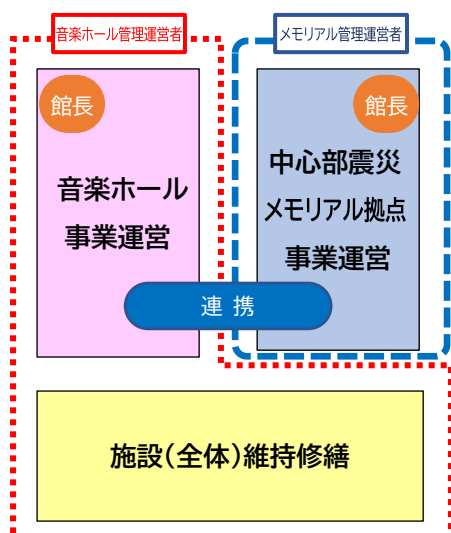 音楽ホール管理運営者
メモリアル管理運営者
館長
館長
音楽ホール
事業運営
中心部震災
メモリアル拠点
事業運営
連携
施設(全体)維持修繕